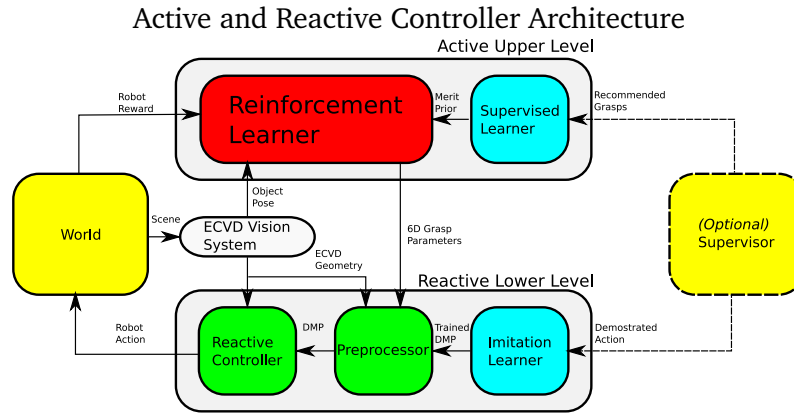 Active and Reactive Controller Architecture
Active Upper Level
Robot
Reward
Reinforcement
Learner
Merit
Prior
Supervised
Learner
Recommended
Grasps
Object
Pose
World
Scene
ECVD Vision
System
6D Grasp
Parameters
(Optional)
Supervisor
ECVD
Geometry
Reactive Lower Level
Robot
Action
Reactive
Controller
DMP
Preprocessor
Trained
DMP
Imitation
Learner
Demostrated
Action